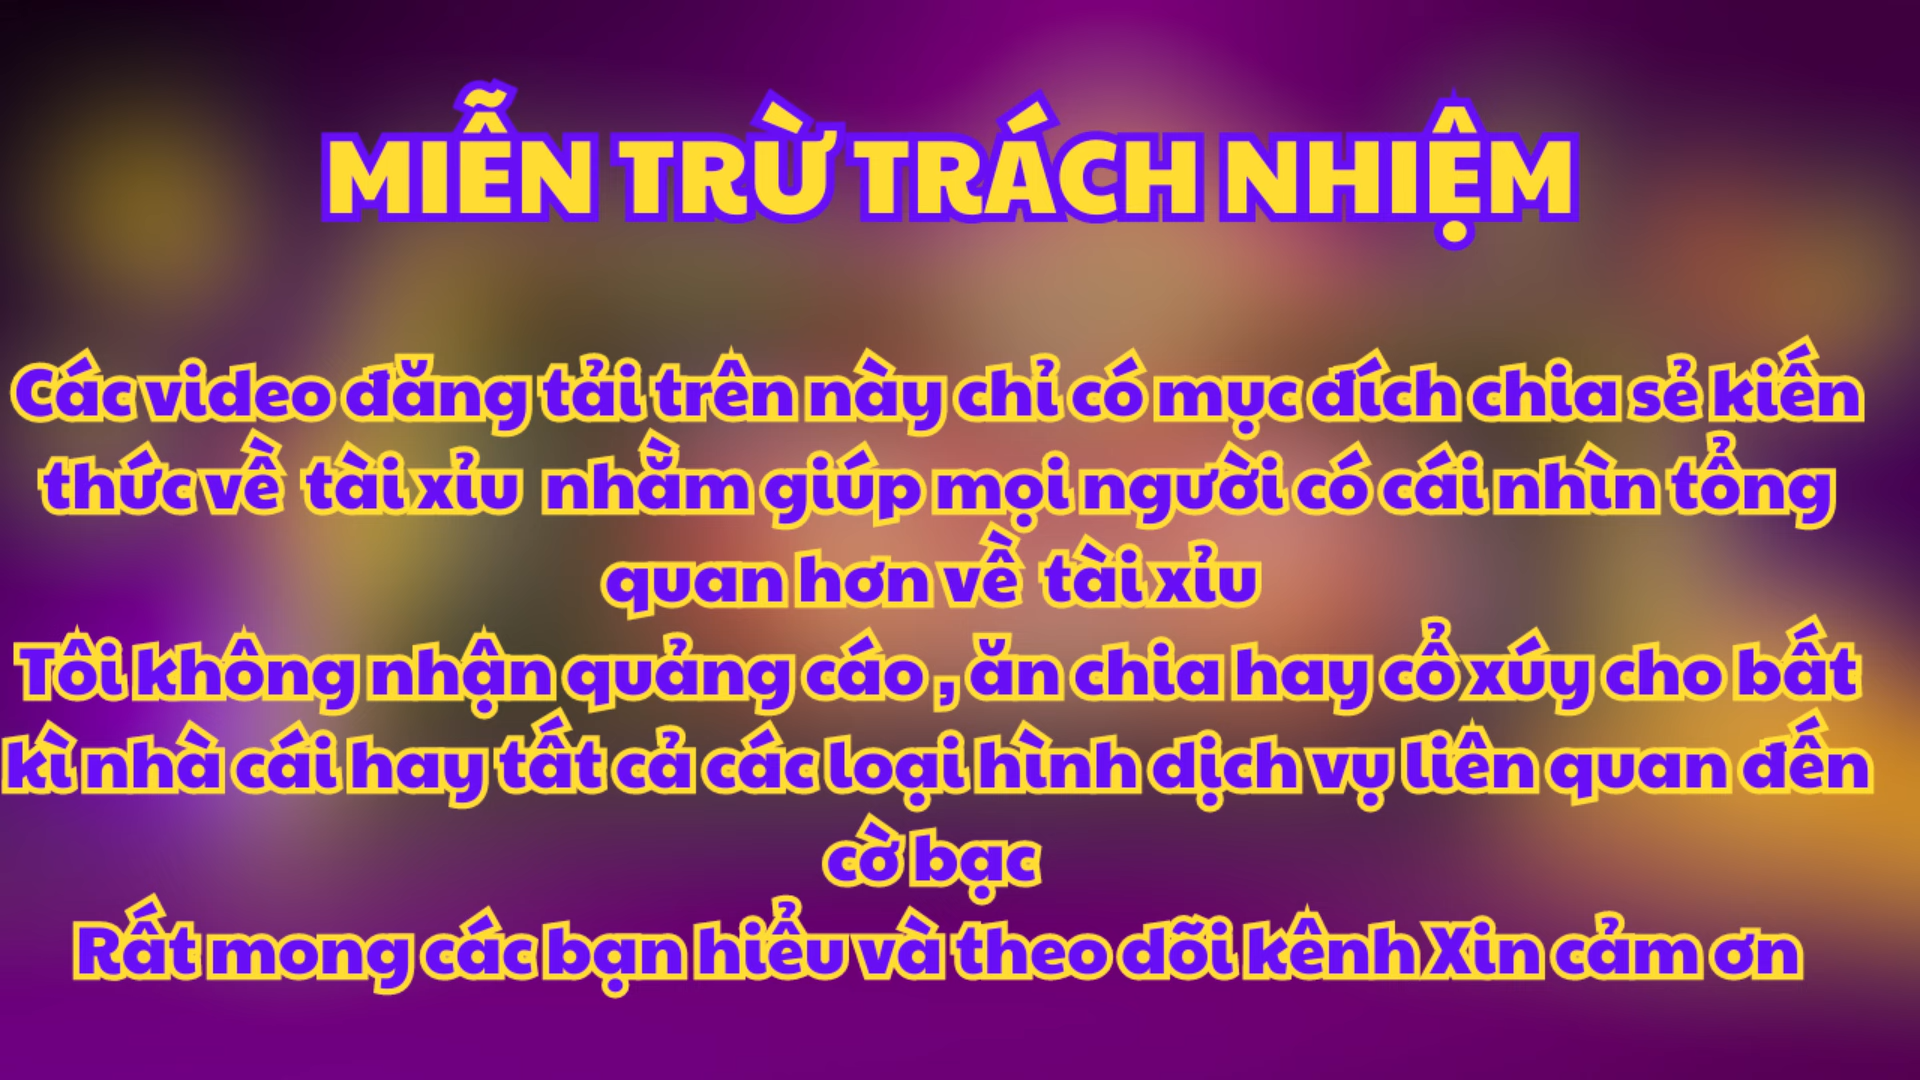 MIỄN TRỪ TRÁCH NHIỆM
Các video đăng tải trên này chỉ có mục đích chia sẻ kiến
thức về tài xỉu nhằm giúp mọi người có cái nhìn tổng
quan hơn về tài xỉu
Tôi không nhận quảng cáo , ăn chia hay cổ xúy cho bất
kì nhà cái hay tất cả các loại hình dịch vụ liên quan đến
cờ bạc
Rất mong các bạn hiểu và theo dõi kênh Xin cảm ơn